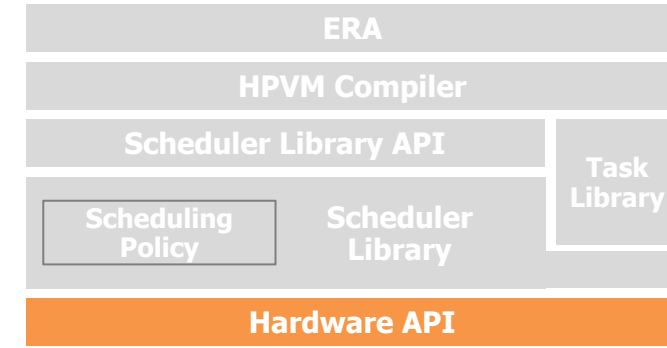 ERA
HPVM Compiler
Scheduler Library API
Task
Library
Scheduling
Policy
Scheduler
Library
Hardware API